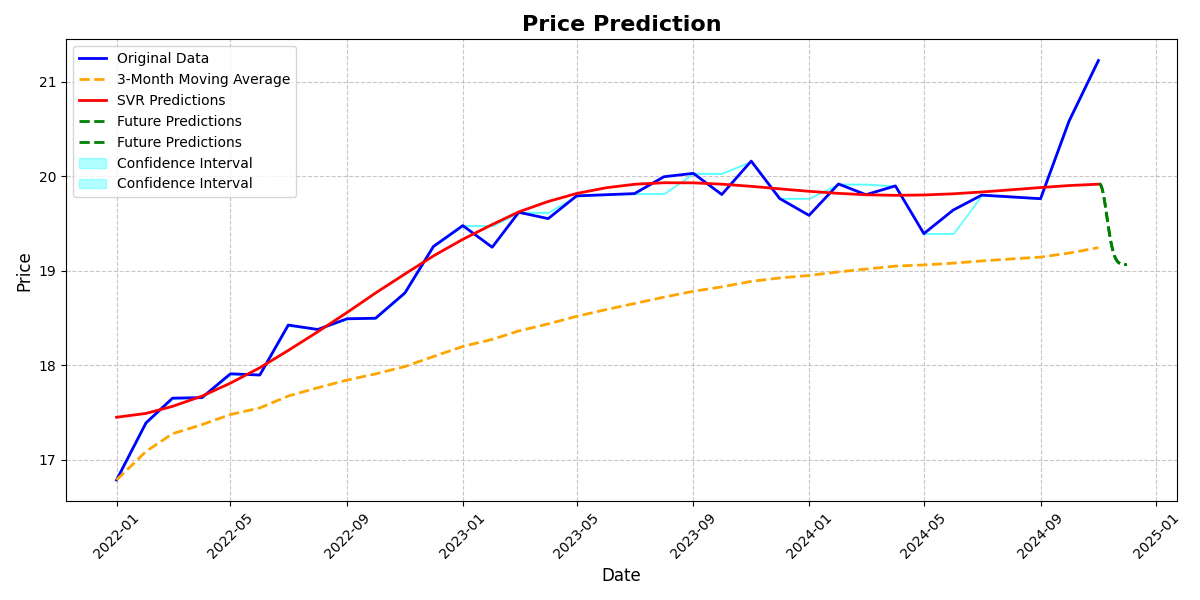 Price Prediction
Original Data
3-Month Moving Average
SVR Predictions
Future Predictions
Future Predictions
Confidence Interval
Confidence Interval
Price
21
20
19
18
17
2022-01
2022-05
2022-09
2023-01
2023-05
2023-09
2024-01
2024-05
2024-09
2025-01
Date